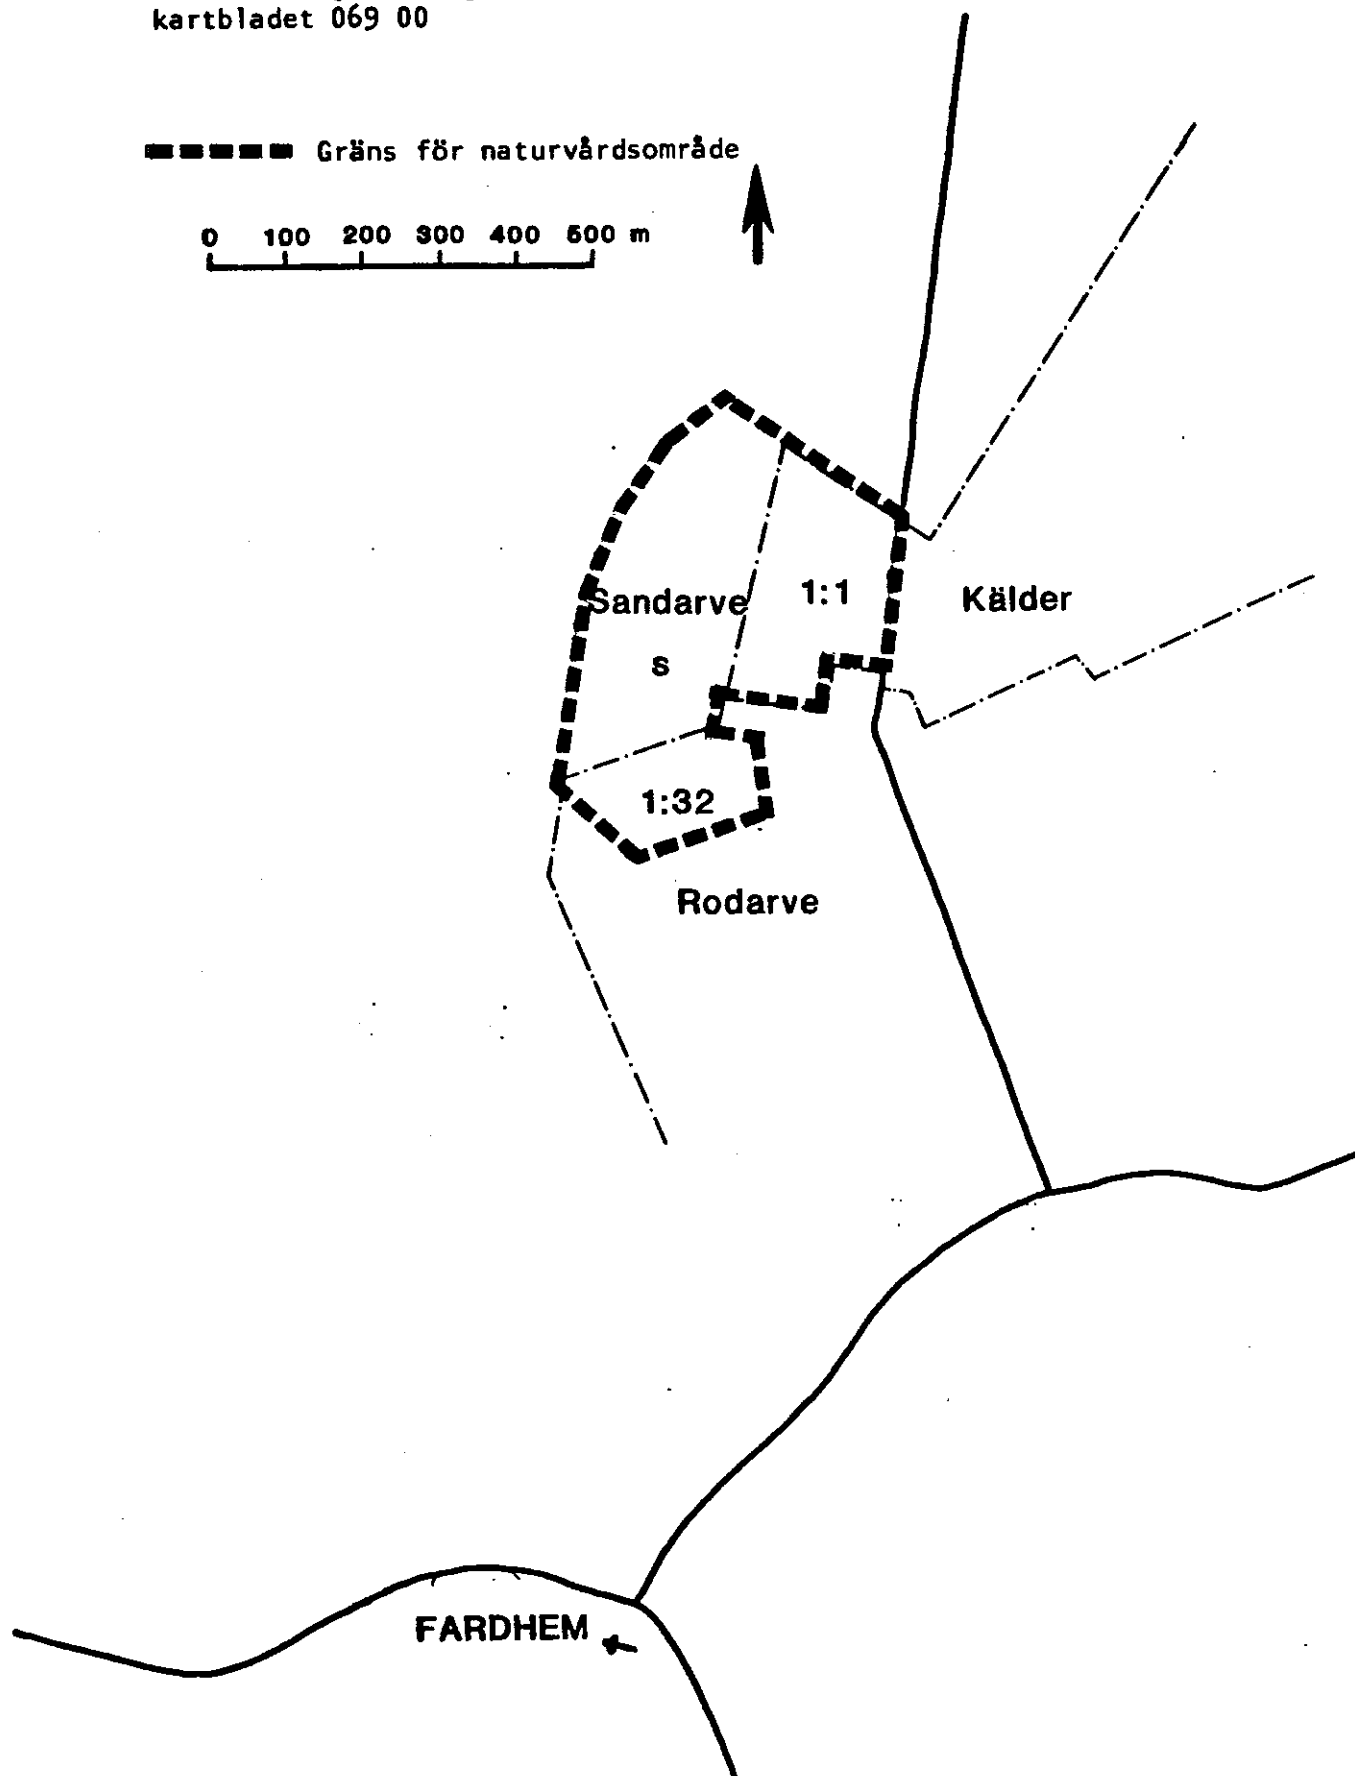 kartbladet 069 00
Gräns för naturvårdsområde
0 100 200 300 400 500 m
Sandarve
1:1
Kälder
S
1:32
Rodarve
FARDHEM